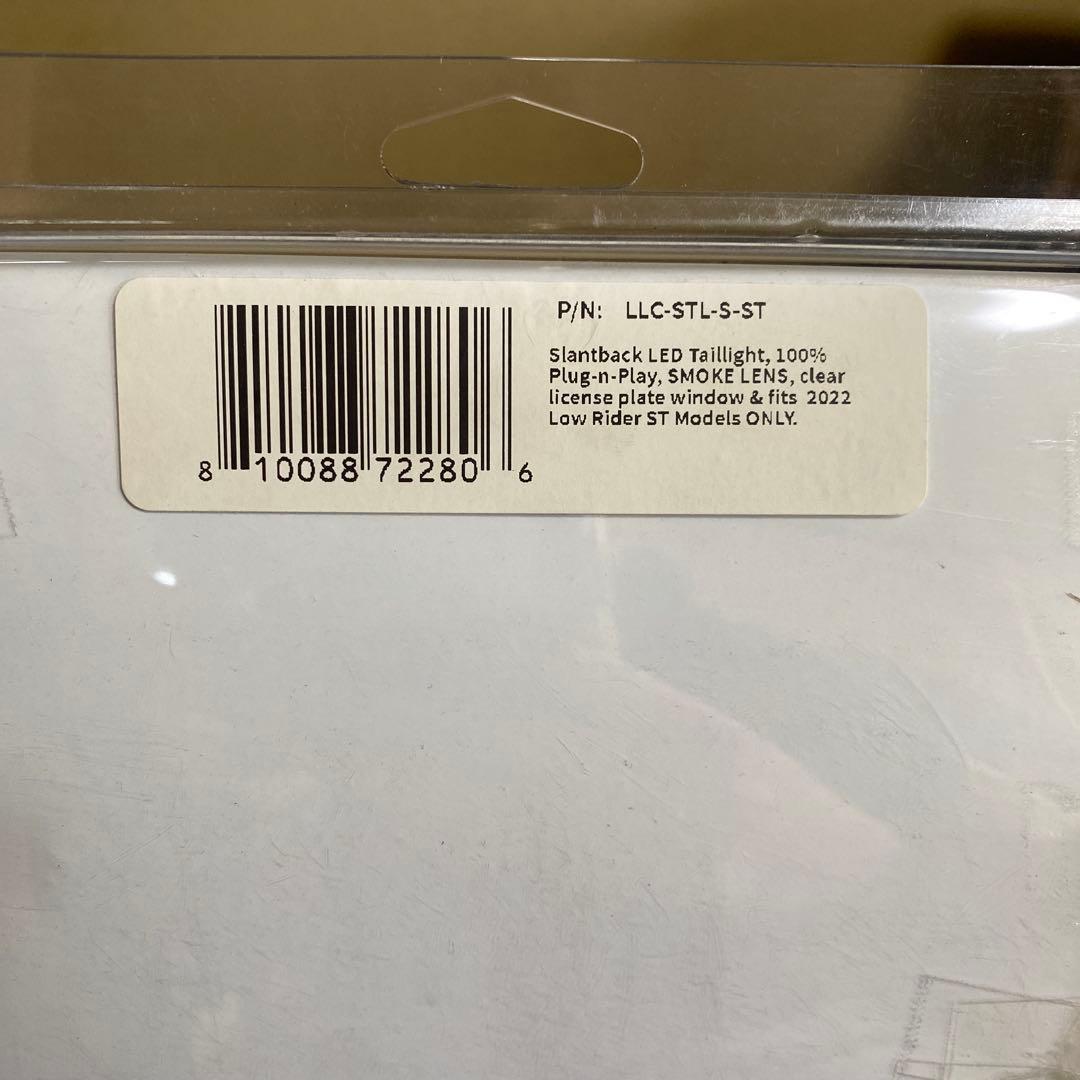 P/N: LLC-STL-S-ST
Slantback LED Taillight, 100%
Plug-n-Play, SMOKE LENS, clear
license plate window & fits 2022
Low Rider ST Models ONLY.
8 10088 72280 6